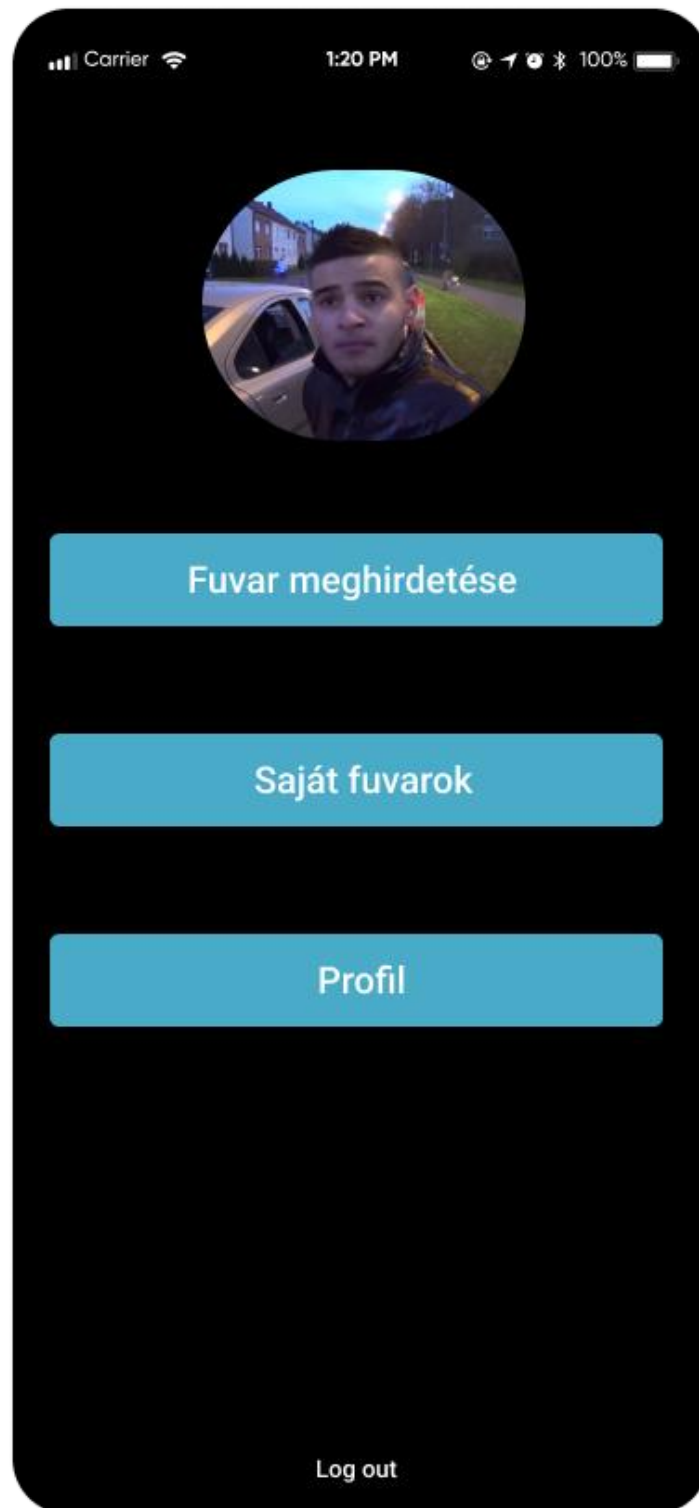 Carrier 1:20 PM 100%
Fuvar meghirdetése
Saját fuvarok
Profil
Log out